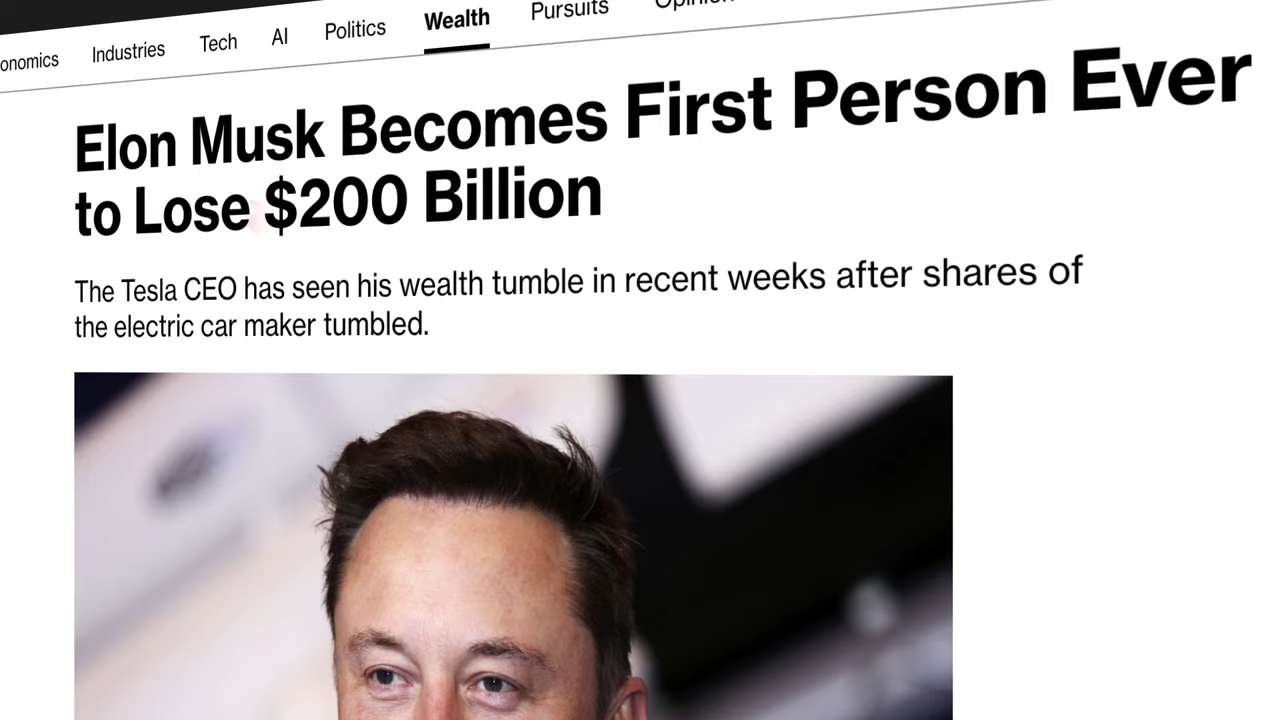 Industries Tech AI Politics Wealth Pursuits
Elon Musk Becomes First Person Ever
to Lose $200 Billion
The Tesla CEO has seen his wealth tumble in recent weeks after shares of
the electric car maker tumbled.